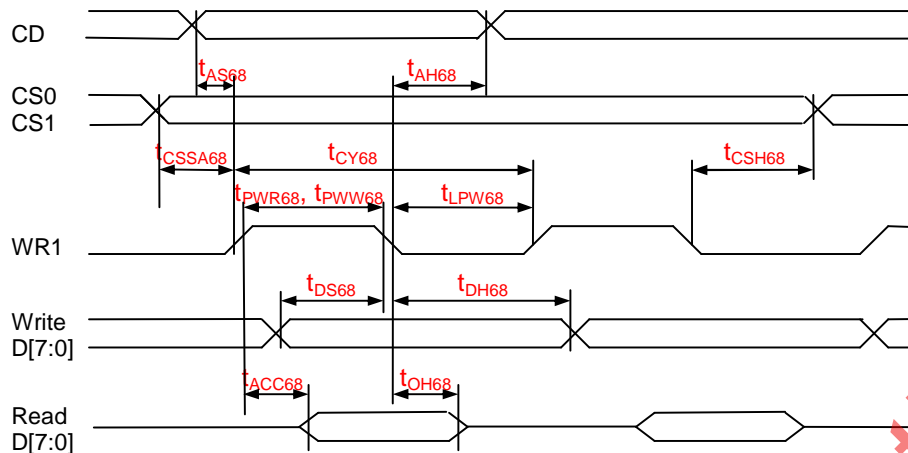 CD
tAS68
tAH68
CS0
CS1
tCSSA68
tCY68
tCSH68
tPWR68, tPWW68
tLPW68
WR1
tDS68
tDH68
Write
D[7:0]
tACC68
tOH68
Read
D[7:0]